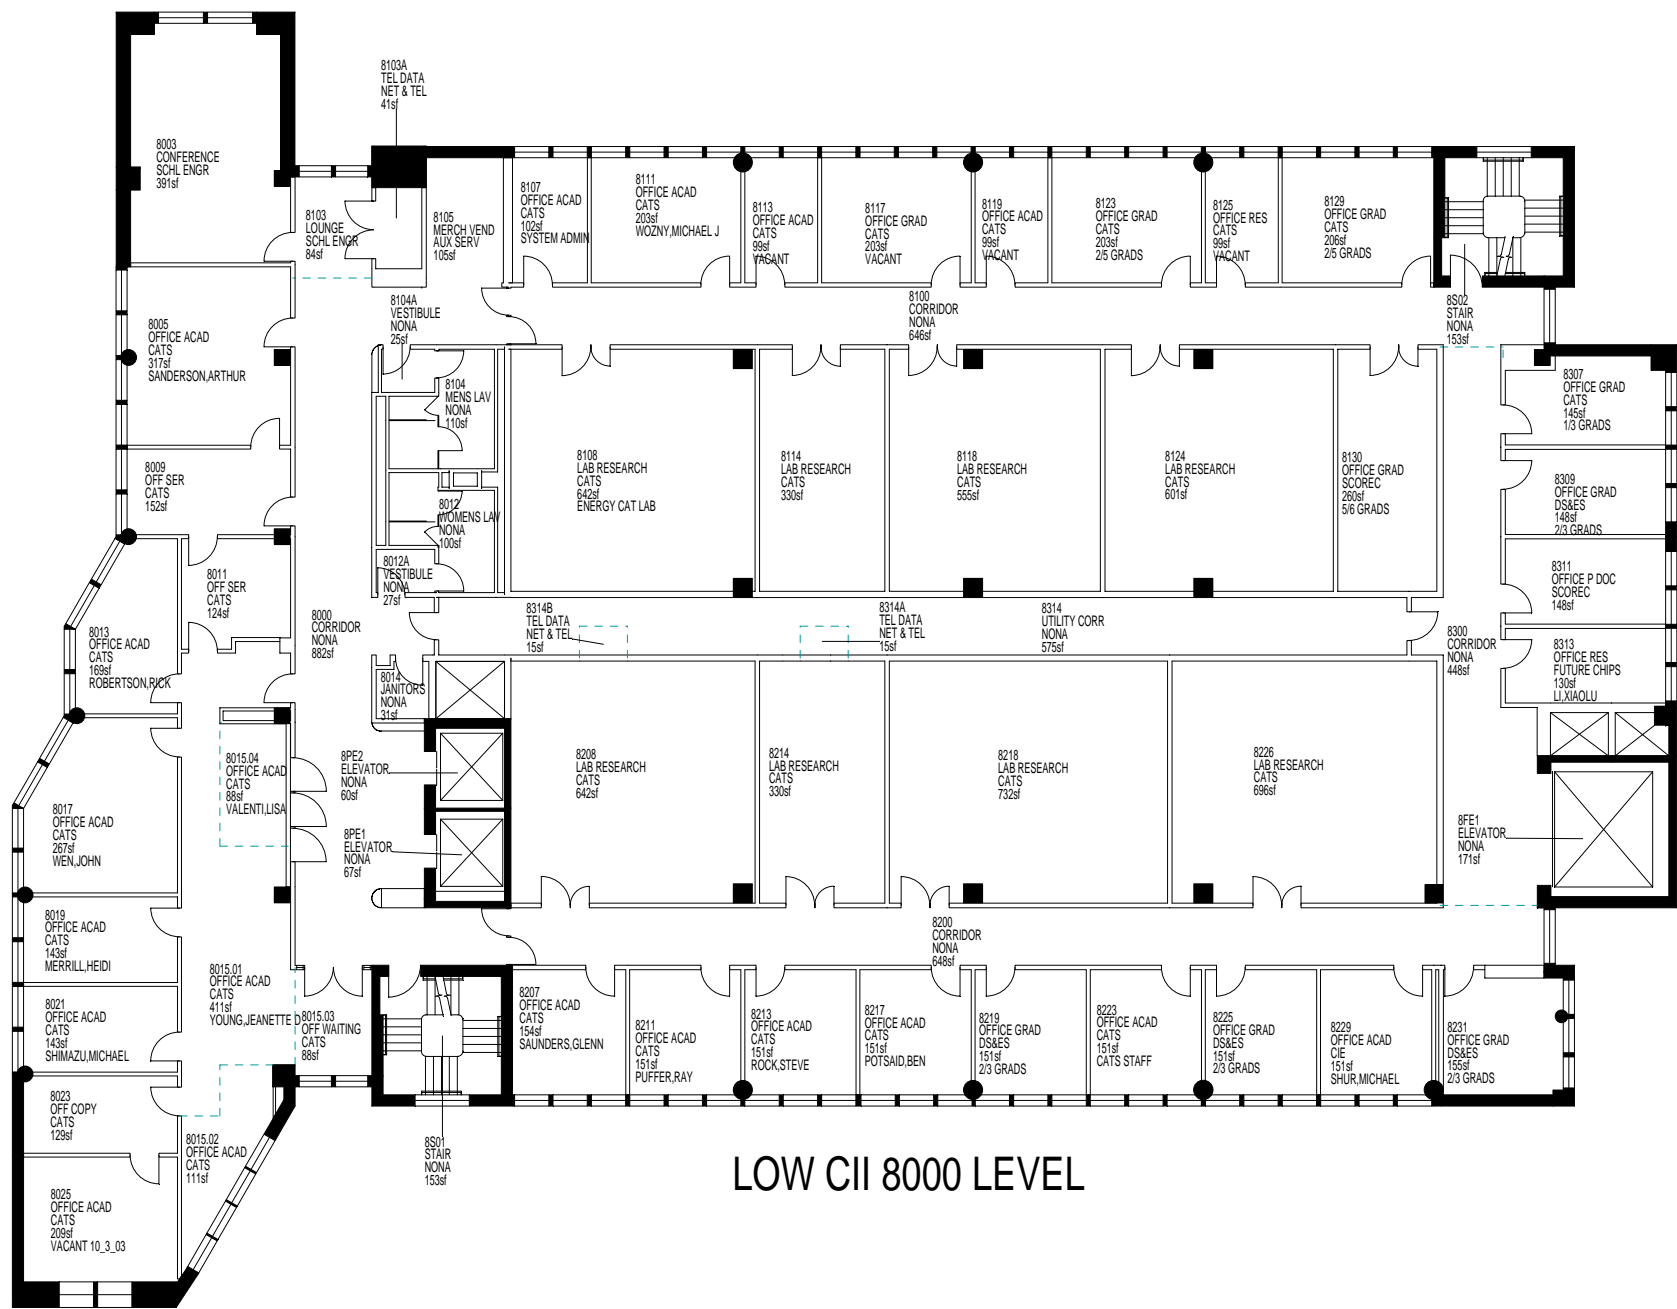 8103A
TEL DATA
NET & TEL
41sf
8003
CONFERENCE
SCHL ENGR
391sf
8103
LOUNGE
SCHL ENGR
84sf
8105
MERCH VEND
AUX SERV
105sf
8107
OFFICE ACAD
CATS
102sf
SYSTEM ADMIN
8111
OFFICE ACAD
CATS
203sf
WOZNY,MICHAEL J
8113
OFFICE ACAD
CATS
99sf
VACANT
8117
OFFICE GRAD
CATS
203sf
VACANT
8119
OFFICE ACAD
CATS
99sf
VACANT
8123
OFFICE GRAD
CATS
203sf
2/5 GRADS
8125
OFFICE RES
CATS
99sf
VACANT
8129
OFFICE GRAD
CATS
206sf
2/5 GRADS
8104A
VESTIBULE
NONA
25sf
8100
CORRIDOR
NONA
646sf
8S02
STAIR
NONA
153sf
8005
OFFICE ACAD
CATS
317sf
SANDERSON,ARTHUR
8104
MENS LAV
NONA
110sf
8307
OFFICE GRAD
CATS
145sf
1/3 GRADS
8009
OFF SER
CATS
152sf
8108
LAB RESEARCH
CATS
642sf
ENERGY CAT LAB
8114
LAB RESEARCH
CATS
330sf
8118
LAB RESEARCH
CATS
555sf
8124
LAB RESEARCH
CATS
601sf
8130
OFFICE GRAD
SCOREC
260sf
5/6 GRADS
8309
OFFICE GRAD
DS&ES
148sf
2/3 GRADS
8012
WOMENS LAV
NONA
100sf
8012A
VESTIBULE
NONA
27sf
8011
OFF SER
CATS
124sf
8311
OFFICE P DOC
SCOREC
148sf
8000
CORRIDOR
NONA
882sf
8314B
TEL DATA
NET & TEL
15sf
8314A
TEL DATA
NET & TEL
15sf
8314
UTILITY CORR
NONA
575sf
8013
OFFICE ACAD
CATS
169sf
ROBERTSON,RICK
8300
CORRIDOR
NONA
448sf
8313
OFFICE RES
FUTURE CHIPS
130sf
LI,XIAOLU
8014
JANITORS
NONA
31sf
8015.04
OFFICE ACAD
CATS
88sf
VALENTI,LISA
8PE2
ELEVATOR
NONA
60sf
8208
LAB RESEARCH
CATS
642sf
8214
LAB RESEARCH
CATS
330sf
8218
LAB RESEARCH
CATS
732sf
8226
LAB RESEARCH
CATS
696sf
8017
OFFICE ACAD
CATS
267sf
WEN,JOHN
8PE1
ELEVATOR
NONA
67sf
8FE1
ELEVATOR
NONA
171sf
8019
OFFICE ACAD
CATS
143sf
MERRILL,HEIDI
8200
CORRIDOR
NONA
648sf
8015.01
OFFICE ACAD
CATS
411sf
YOUNG,JEANETTE D
8021
OFFICE ACAD
CATS
143sf
SHIMAZU,MICHAEL
8015.03
OFF WAITING
CATS
88sf
8207
OFFICE ACAD
CATS
154sf
SAUNDERS,GLENN
8211
OFFICE ACAD
CATS
151sf
PUFFER,RAY
8213
OFFICE ACAD
CATS
151sf
ROCK,STEVE
8217
OFFICE ACAD
CATS
151sf
POTSAID,BEN
8219
OFFICE GRAD
DS&ES
151sf
2/3 GRADS
8223
OFFICE ACAD
CATS
151sf
CATS STAFF
8225
OFFICE GRAD
DS&ES
151sf
2/3 GRADS
8229
OFFICE ACAD
CIE
151sf
SHUR,MICHAEL
8231
OFFICE GRAD
DS&ES
155sf
2/3 GRADS
8023
OFF COPY
CATS
129sf
8015.02
OFFICE ACAD
CATS
111sf
8S01
STAIR
NONA
153sf
8025
OFFICE ACAD
CATS
209sf
VACANT 10_3_03
LOW CII 8000 LEVEL